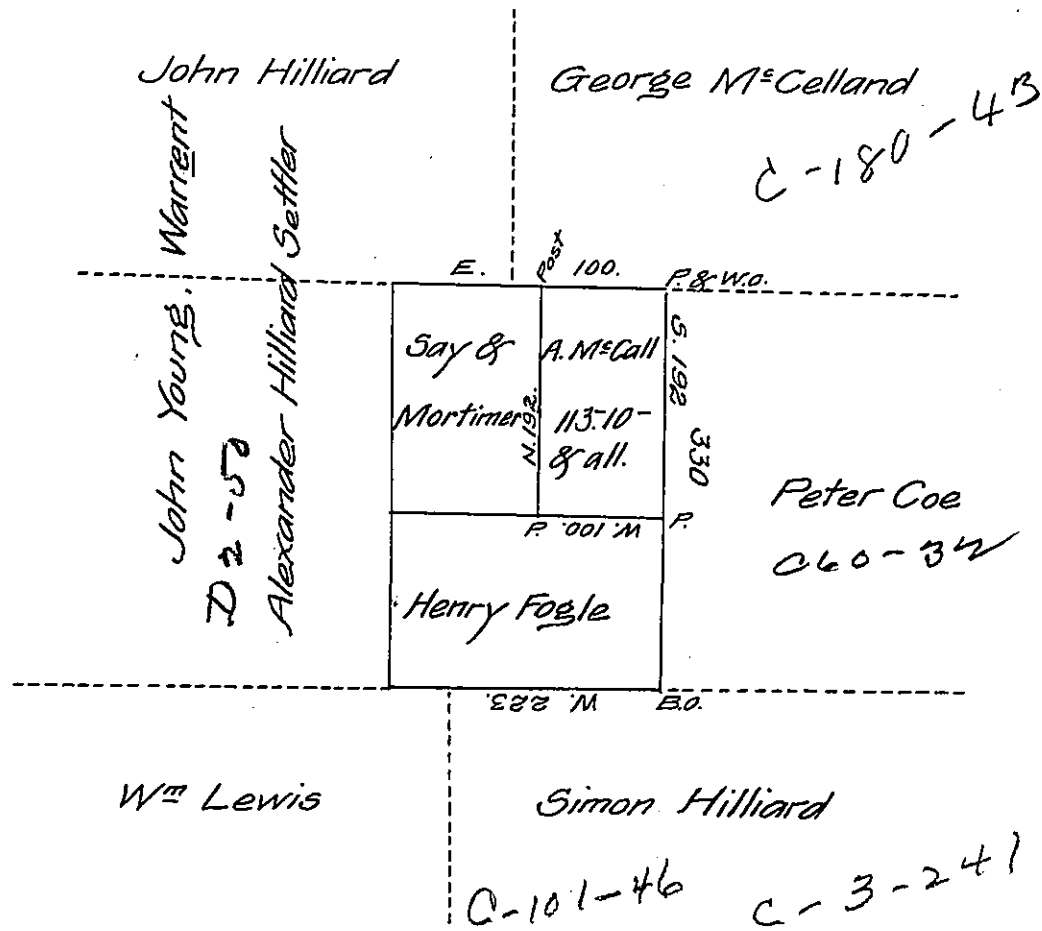 John Hilliard
George McCelland
C-180-4B
John Young. Warrent
D2-50
Alexander Hilliard Settler
E.
Post
100.
P. & W.O.
Say &
Mortimer
N.192.
A. McCall
113-10-
& all.
S. 192
330
Peter Coe
C60-32
P.
W. 100
P.
Henry Fogle
W. 223.
B.O.
Wm Lewis
Simon Hilliard
C-101-46
C-3-241